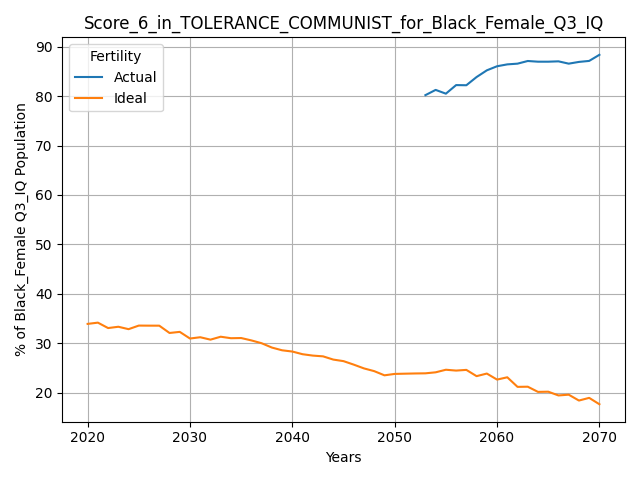 Score_6_in_TOLERANCE_COMMUNIST_for_Black_Female_Q3_IQ
Fertility
Actual
Ideal
% of Black_Female Q3_IQ Population
90
80
70
60
50
40
30
20
2020 2030 2040 2050 2060 2070
Years